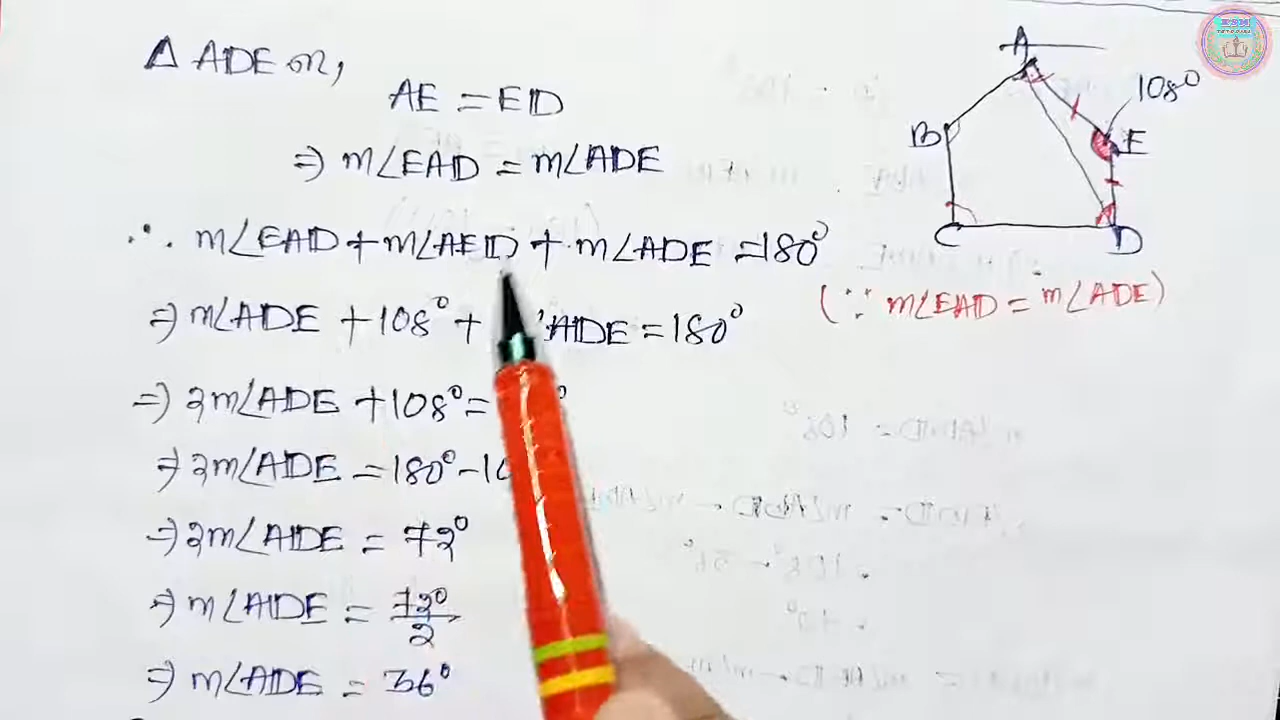 Δ ADE ത,
AE = ED
⇒ m∠EAD = m∠ADE
∴ m∠EAD + m∠AED + m∠ADE = 180°
⇒ m∠ADE + 108° + ∠ADE = 180°
(∵ m∠EAD = m∠ADE)
⇒ 2m∠ADE + 108° =
⇒ 2m∠ADE = 180° -
⇒ 2m∠ADE = 72°
⇒ m∠ADE = 72°/2
⇒ m∠ADE = 36°
A
108°
B
E
C
D